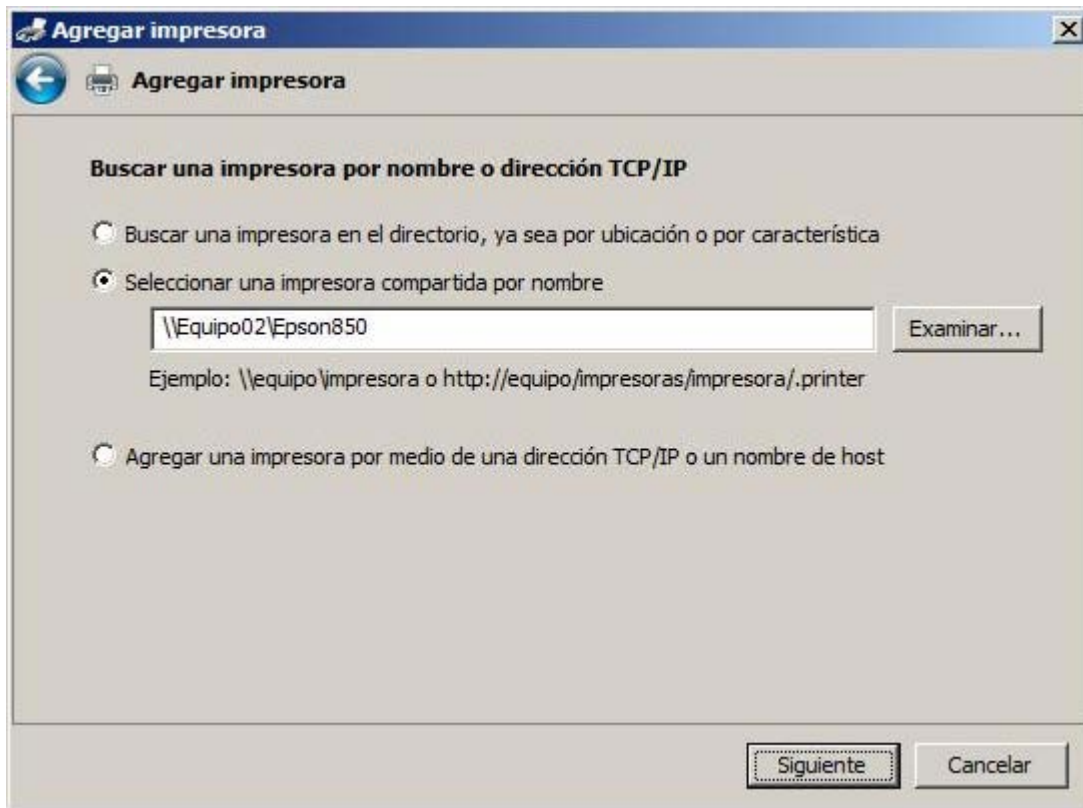 Agregar impresora
Agregar impresora
Buscar una impresora por nombre o dirección TCP/IP
Buscar una impresora en el directorio, ya sea por ubicación o por característica
Seleccionar una impresora compartida por nombre
\\Equipo02\Epson850
Examinar...
Ejemplo: \\equipo\impresora o http://equipo/impresoras/impresora/.printer
Agregar una impresora por medio de una dirección TCP/IP o un nombre de host
Siguiente
Cancelar